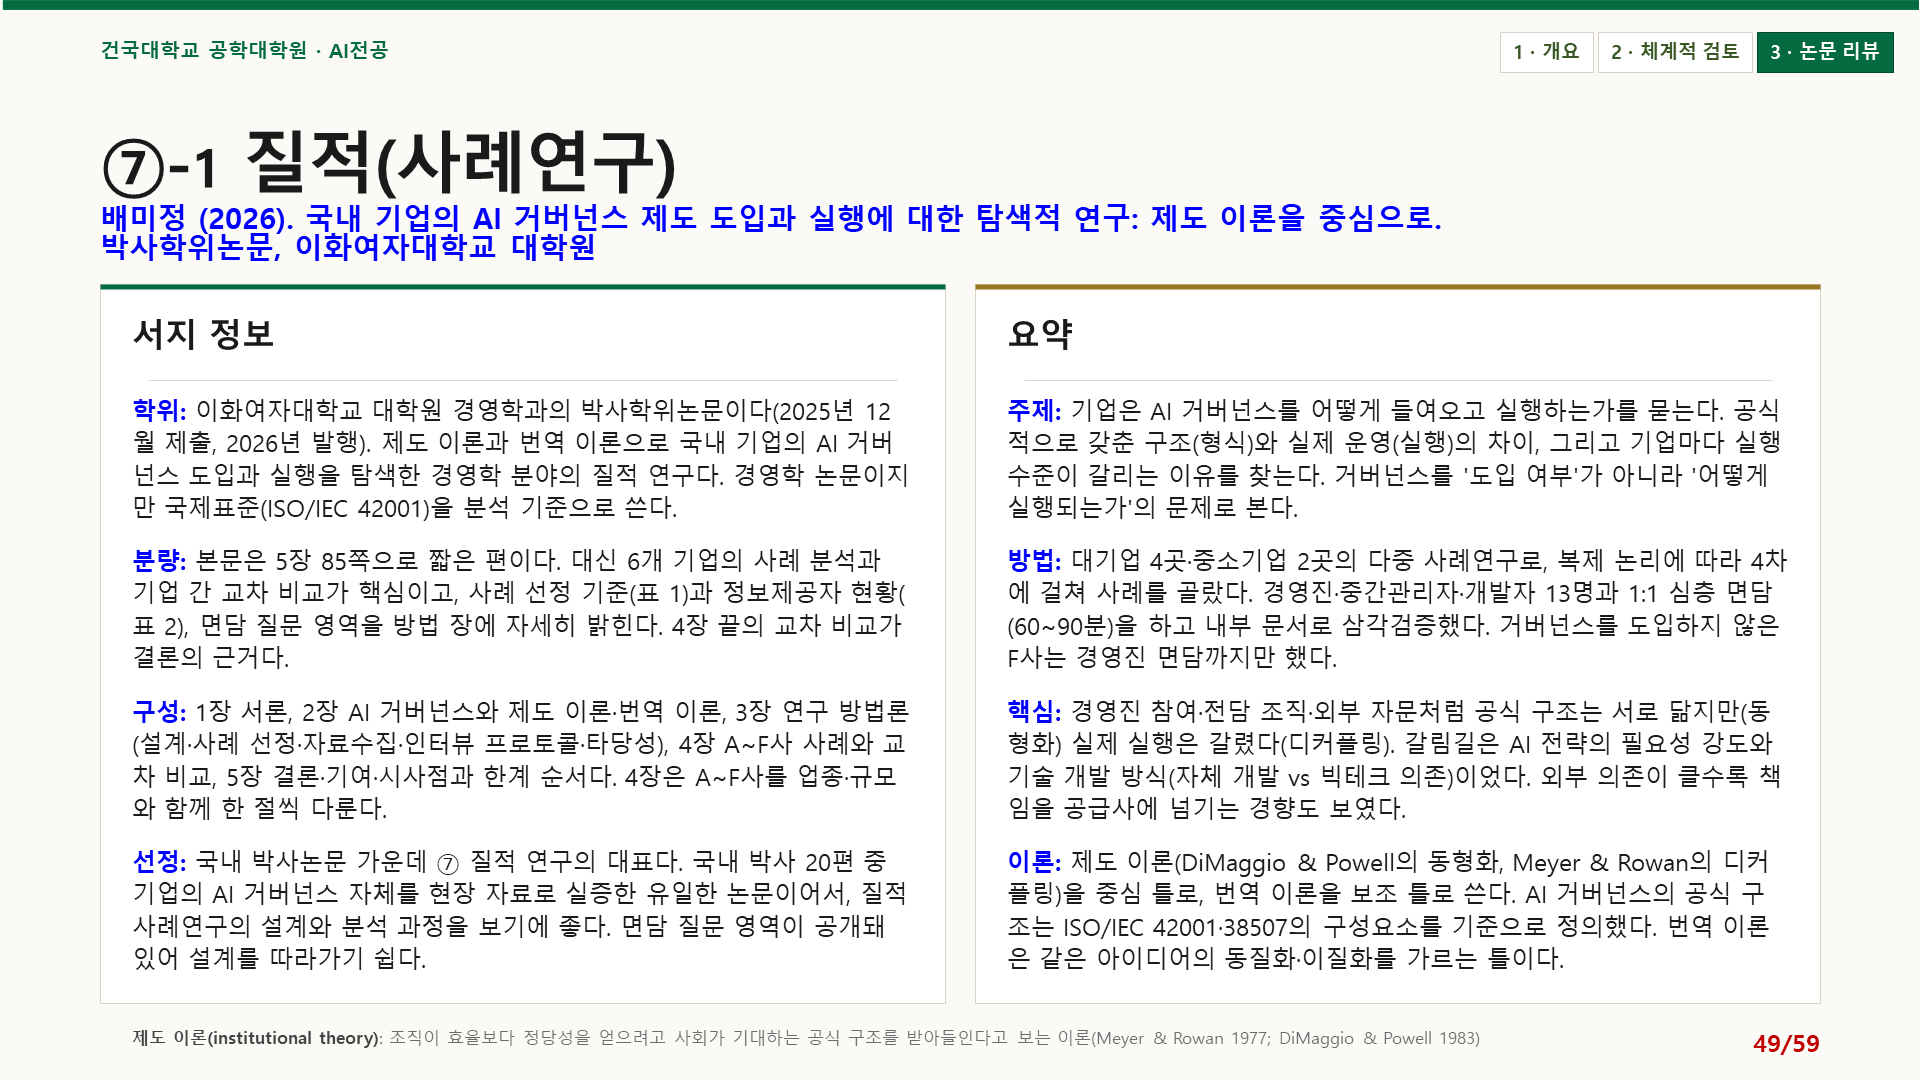 건국대학교 공학대학원 · AI전공
1 · 개요
2 · 체계적 검토
3 · 논문 리뷰
⑦-1 질적(사례연구)
배미정 (2026). 국내 기업의 AI 거버넌스 제도 도입과 실행에 대한 탐색적 연구: 제도 이론을 중심으로.
박사학위논문, 이화여자대학교 대학원
서지 정보
학위: 이화여자대학교 대학원 경영학과의 박사학위논문이다(2025년 12
월 제출, 2026년 발행). 제도 이론과 번역 이론으로 국내 기업의 AI 거버
넌스 도입과 실행을 탐색한 경영학 분야의 질적 연구다. 경영학 논문이지
만 국제표준(ISO/IEC 42001)을 분석 기준으로 쓴다.
분량: 본문은 5장 85쪽으로 짧은 편이다. 대신 6개 기업의 사례 분석과
기업 간 교차 비교가 핵심이고, 사례 선정 기준(표 1)과 정보제공자 현황(
표 2), 면담 질문 영역을 방법 장에 자세히 밝힌다. 4장 끝의 교차 비교가
결론의 근거다.
구성: 1장 서론, 2장 AI 거버넌스와 제도 이론·번역 이론, 3장 연구 방법론
(설계·사례 선정·자료수집·인터뷰 프로토콜·타당성), 4장 A~F사 사례와 교
차 비교, 5장 결론·기여·시사점과 한계 순서다. 4장은 A~F사를 업종·규모
와 함께 한 절씩 다룬다.
선정: 국내 박사논문 가운데 ⑦ 질적 연구의 대표다. 국내 박사 20편 중
기업의 AI 거버넌스 자체를 현장 자료로 실증한 유일한 논문이어서, 질적
사례연구의 설계와 분석 과정을 보기에 좋다. 면담 질문 영역이 공개돼
있어 설계를 따라가기 쉽다.
요약
주제: 기업은 AI 거버넌스를 어떻게 들여오고 실행하는가를 묻는다. 공식
적으로 갖춘 구조(형식)와 실제 운영(실행)의 차이, 그리고 기업마다 실행
수준이 갈리는 이유를 찾는다. 거버넌스를 '도입 여부'가 아니라 '어떻게
실행되는가'의 문제로 본다.
방법: 대기업 4곳·중소기업 2곳의 다중 사례연구로, 복제 논리에 따라 4차
에 걸쳐 사례를 골랐다. 경영진·중간관리자·개발자 13명과 1:1 심층 면담
(60~90분)을 하고 내부 문서로 삼각검증했다. 거버넌스를 도입하지 않은
F사는 경영진 면담까지만 했다.
핵심: 경영진 참여·전담 조직·외부 자문처럼 공식 구조는 서로 닮지만(동
형화) 실제 실행은 갈렸다(디커플링). 갈림길은 AI 전략의 필요성 강도와
기술 개발 방식(자체 개발 vs 빅테크 의존)이었다. 외부 의존이 클수록 책
임을 공급사에 넘기는 경향도 보였다.
이론: 제도 이론(DiMaggio & Powell의 동형화, Meyer & Rowan의 디커
플링)을 중심 틀로, 번역 이론을 보조 틀로 쓴다. AI 거버넌스의 공식 구
조는 ISO/IEC 42001·38507의 구성요소를 기준으로 정의했다. 번역 이론
은 같은 아이디어의 동질화·이질화를 가르는 틀이다.
제도 이론(institutional theory): 조직이 효율보다 정당성을 얻으려고 사회가 기대하는 공식 구조를 받아들인다고 보는 이론(Meyer & Rowan 1977; DiMaggio & Powell 1983)
49/59